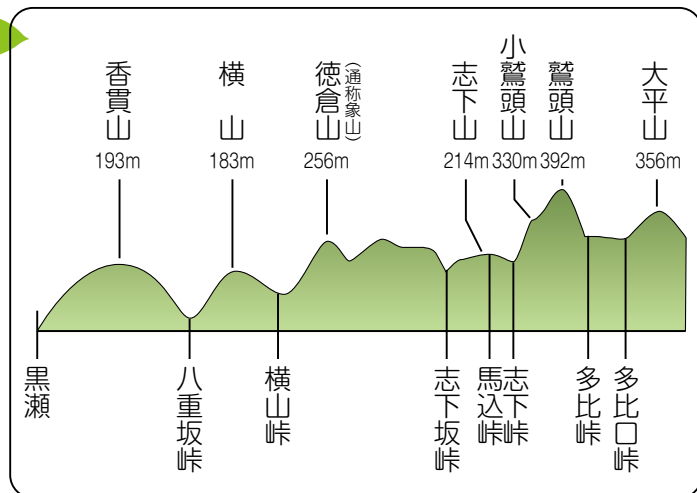 香貫山
193m
横山
183m
徳倉山
(通称象山)
256m
志下山
214m
小鷲頭山
330m
鷲頭山
392m
大平山
356m
黒瀬
八重坂峠
横山峠
志下坂峠
馬込峠
志下峠
多比峠
多比口峠